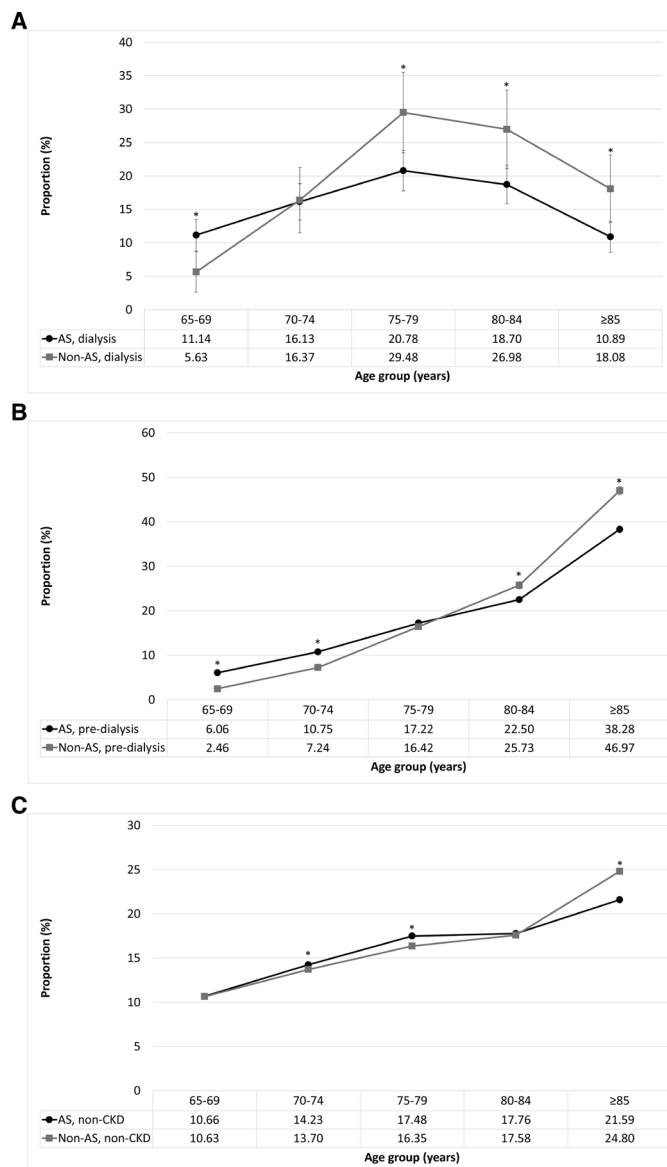 A
40
35
30
25
20
15
10
5
0
Proportion (%)
* * * *
65-69 70-74 75-79 80-84 ≥85
AS, dialysis 11.14 16.13 20.78 18.70 10.89
Non-AS, dialysis 5.63 16.37 29.48 26.98 18.08
Age group (years)
B
60
50
40
30
20
10
0
Proportion (%)
* * * *
65-69 70-74 75-79 80-84 ≥85
AS, pre-dialysis 6.06 10.75 17.22 22.50 38.28
Non-AS, pre-dialysis 2.46 7.24 16.42 25.73 46.97
Age group (years)
C
30
25
20
15
10
5
0
Proportion (%)
* * *
65-69 70-74 75-79 80-84 ≥85
AS, non-CKD 10.66 14.23 17.48 17.76 21.59
Non-AS, non-CKD 10.63 13.70 16.35 17.58 24.80
Age group (years)